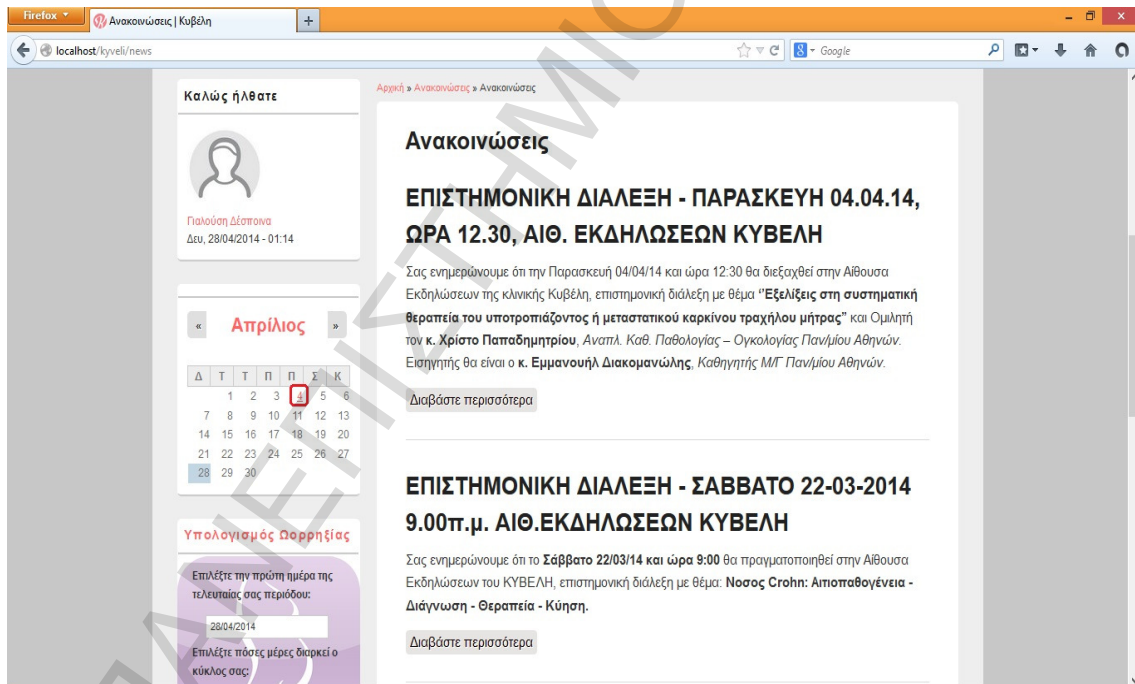 Firefox
Ανακοινώσεις | Κυβέλη
+
localhost/kyveli/news
Google
Καλώς ήλθατε
Γιαλούση Δέσποινα
Δευ, 28/04/2014 - 01:14
«
Απρίλιος
»
Δ Τ Τ Π Π Σ Κ
1 2 3 4 5 6
7 8 9 10 11 12 13
14 15 16 17 18 19 20
21 22 23 24 25 26 27
28 29 30
Υπολογισμός Ωορρηξίας
Επιλέξτε την πρώτη ημέρα της
τελευταίας σας περιόδου:
28/04/2014
Επιλέξτε πόσες μέρες διαρκεί ο
κύκλος σας:
Αρχική » Ανακοινώσεις » Ανακοινώσεις
Ανακοινώσεις
ΕΠΙΣΤΗΜΟΝΙΚΗ ΔΙΑΛΕΞΗ - ΠΑΡΑΣΚΕΥΗ 04.04.14,
ΩΡΑ 12.30, ΑΙΘ. ΕΚΔΗΛΩΣΕΩΝ ΚΥΒΕΛΗ
Σας ενημερώνουμε ότι την Παρασκευή 04/04/14 και ώρα 12:30 θα διεξαχθεί στην Αίθουσα
Εκδηλώσεων της κλινικής Κυβέλη, επιστημονική διάλεξη με θέμα ‘’Εξελίξεις στη συστηματική
θεραπεία του υποτροπιάζοντος ή μεταστατικού καρκίνου τραχήλου μήτρας” και Ομιλητή
τον κ. Χρίστο Παπαδημητρίου, Αναπλ. Καθ. Παθολογίας – Ογκολογίας Παν/μίου Αθηνών.
Εισηγητής θα είναι ο κ. Εμμανουήλ Διακομανώλης, Καθηγητής Μ/Γ Παν/μίου Αθηνών.
Διαβάστε περισσότερα
ΕΠΙΣΤΗΜΟΝΙΚΗ ΔΙΑΛΕΞΗ - ΣΑΒΒΑΤΟ 22-03-2014
9.00π.μ. ΑΙΘ.ΕΚΔΗΛΩΣΕΩΝ ΚΥΒΕΛΗ
Σας ενημερώνουμε ότι το Σάββατο 22/03/14 και ώρα 9:00 θα πραγματοποιηθεί στην Αίθουσα
Εκδηλώσεων του ΚΥΒΕΛΗ, επιστημονική διάλεξη με θέμα: Νοσος Crohn: Αιτιοπαθογένεια -
Διάγνωση - Θεραπεία - Κύηση.
Διαβάστε περισσότερα
ΠΑΝΕΠΙΣΤΗΜΙΟ